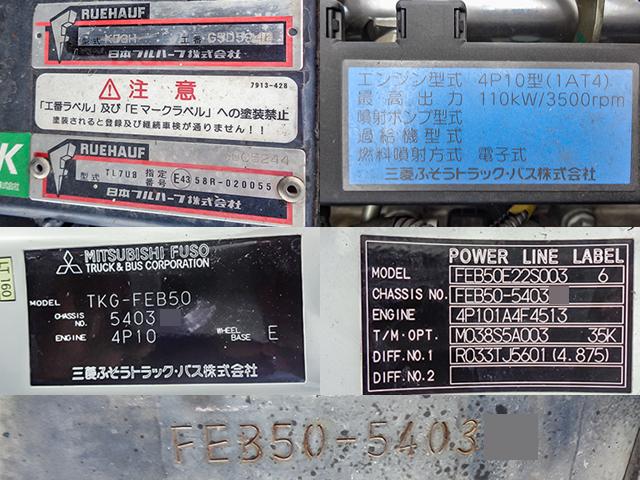 RUEHAUF
型式 K03H
日本フルハーフ株式会社
7913-428
注意
「工番ラベル」及び「Eマークラベル」への塗装禁止
塗装されると登録及び継続車検が通りません!!
K
RUEHAUF
型式 TL7U8 指定番号 E43 58R-020055
日本フルハーフ株式会社
エンジン型式 4P10型(1AT4)
最高出力 110kW/3500rpm
噴射ポンプ型式
過給機型式
燃料噴射方式 電子式
三菱ふそうトラック・バス株式会社
MITSUBISHI FUSO
TRUCK & BUS CORPORATION
MODEL TKG-FEB50
CHASSIS NO. 5403
ENGINE 4P10 WHEEL BASE E
三菱ふそうトラック・バス株式会社
LT160
POWER LINE LABEL
MODEL FEB50E22S003 6
CHASSIS NO. FEB50-5403
ENGINE 4P101A4F4513
T/M・OPT. M038S5A003 35K
DIFF. NO.1 R033TJ5601(4.875)
DIFF. NO.2
FEB50-5403